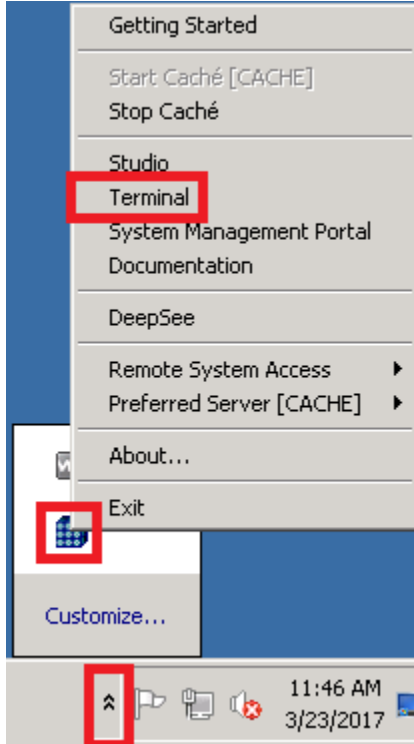 Getting Started
Start Caché [CACHE]
Stop Caché
Studio
Terminal
System Management Portal
Documentation
DeepSee
Remote System Access
Preferred Server [CACHE]
About...
Exit
Customize...
11:46 AM
3/23/2017